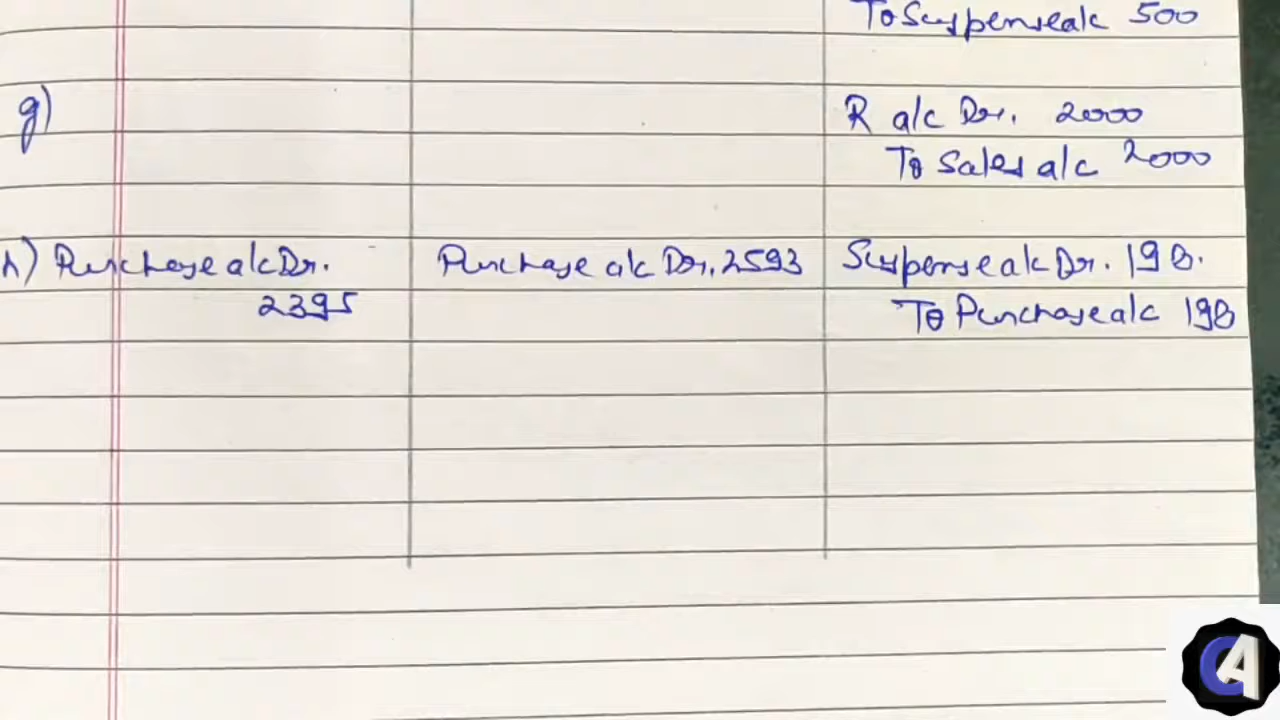 To Suspense a/c 500
g)
R a/c Dr. 2000
To Sales a/c 2000
h) Purchase a/c Dr.
2395
Purchase a/c Dr. 2593
Suspense a/c Dr. 198.
To Purchase a/c 198
CA